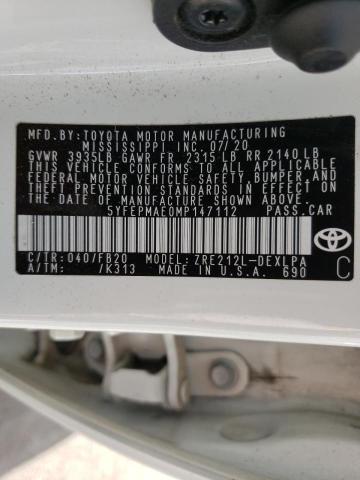 MFD.BY:TOYOTA MOTOR MANUFACTURING
MISSISSIPPI INC. 07/20
GVWR 3935LB GAWR FR. 2315 LB RR. 2140 LB
THIS VEHICLE CONFORMS TO ALL APPLICABLE
FEDERAL MOTOR VEHICLE SAFETY, BUMPER, AND
THEFT PREVENTION STANDARDS IN EFFECT ON
THE DATE OF MANUFACTURE SHOWN ABOVE.
5YFEPMAE0MP147112 PASS.CAR
C/TR:040/FB20 MODEL: ZRE212L-DEXLPA
A/TM: /K313 MADE IN U.S.A. 690
TOYOTA
C